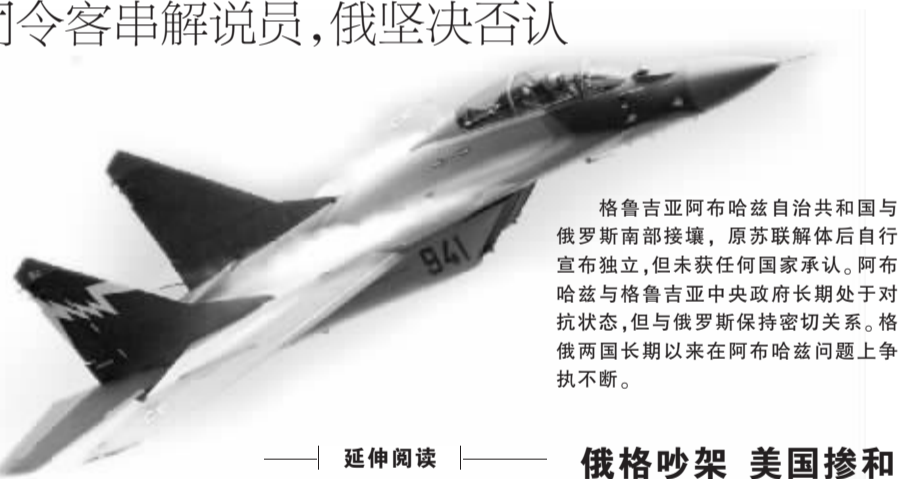 令客串解说员,俄坚决否认
941
格鲁吉亚阿布哈兹自治共和国与
俄罗斯南部接壤，原苏联解体后自行
宣布独立,但未获任何国家承认。阿布
哈兹与格鲁吉亚中央政府长期处于对
抗状态,但与俄罗斯保持密切关系。格
俄两国长期以来在阿布哈兹问题上争
执不断。
延伸阅读
俄格吵架 美国掺和